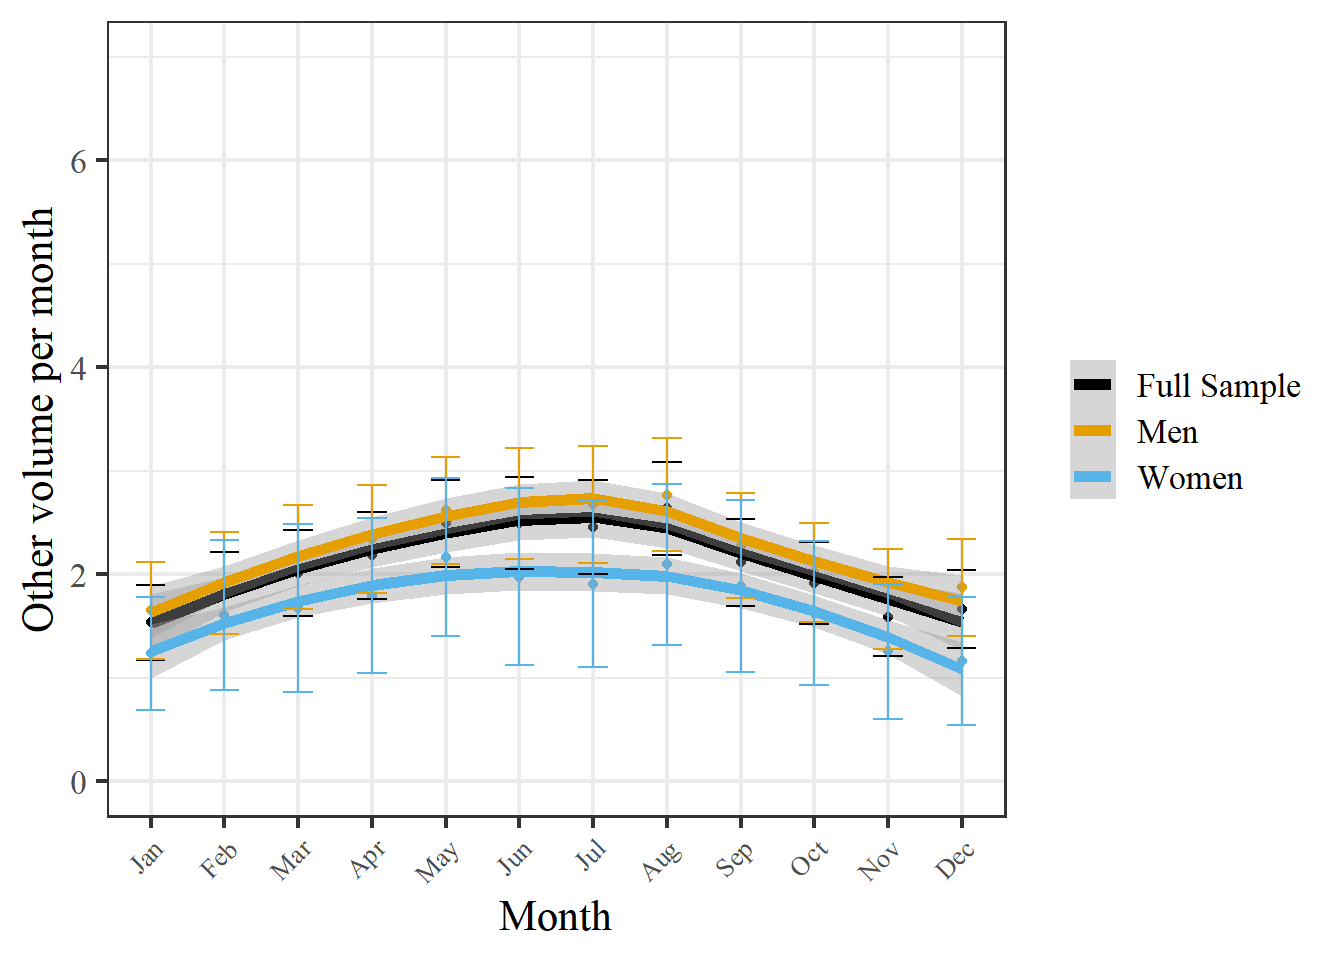 Other volume per month
6
4
2
0
Jan
Feb
Mar
Apr
May
Jun
Jul
Aug
Sep
Oct
Nov
Dec
Month
Full Sample
Men
Women